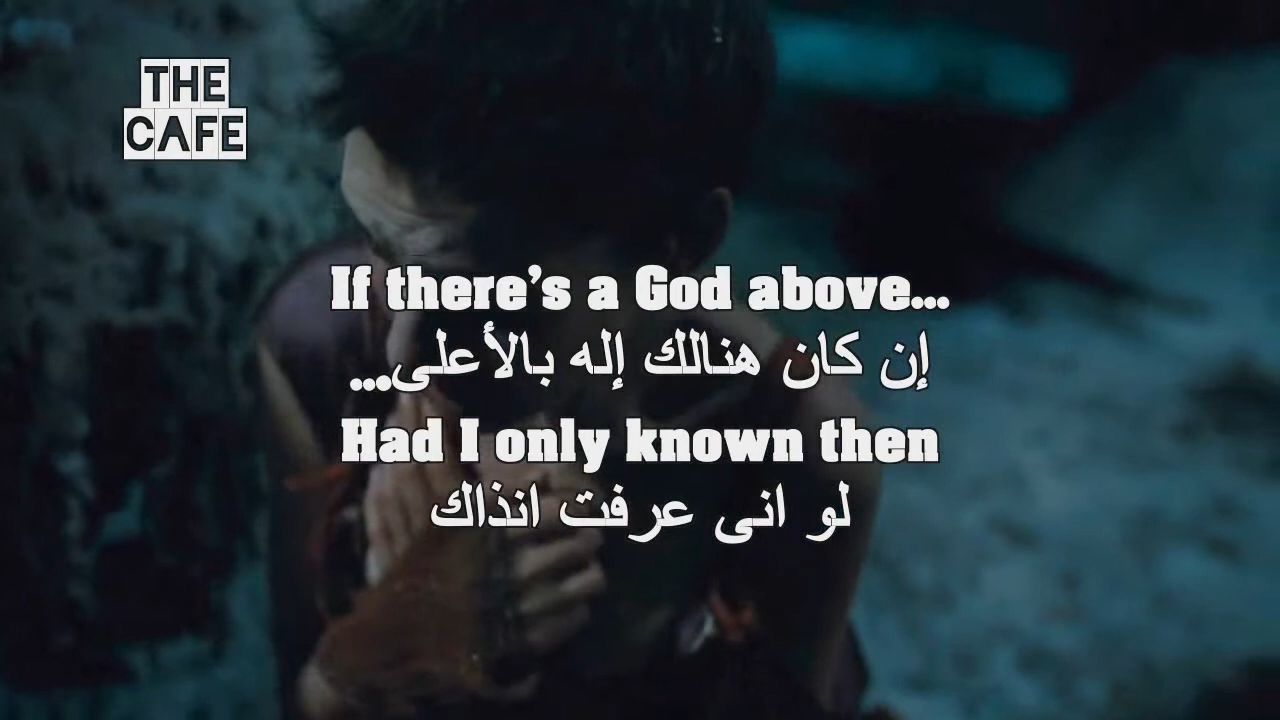 THE
CAFE
If there's a God above...
إن كان هنالك إله بالأعلى...
Had I only known then
لو انى عرفت انذاك